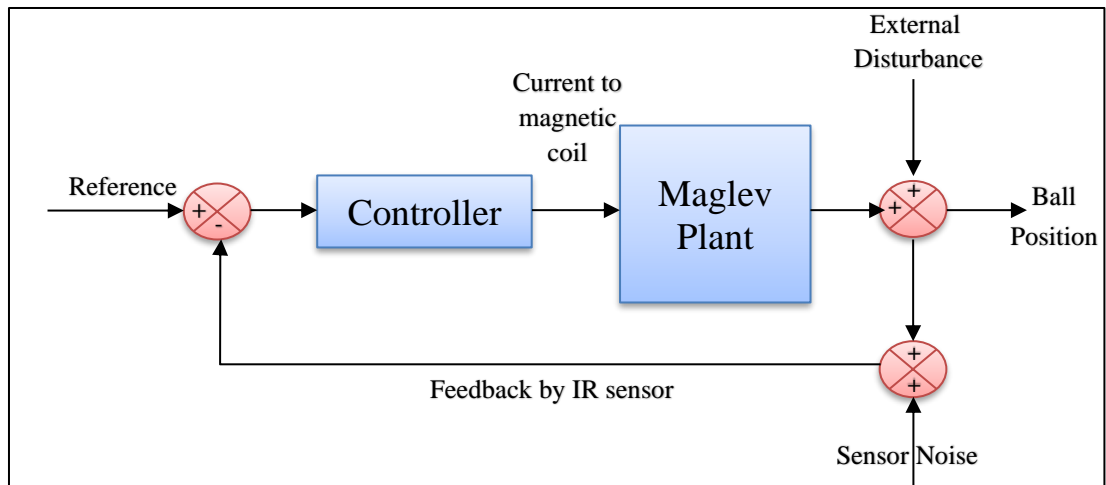 External
Disturbance
Current to
magnetic
coil
Reference
+
-
Controller
Maglev
Plant
+
+
Ball
Position
+
+
Feedback by IR sensor
Sensor Noise